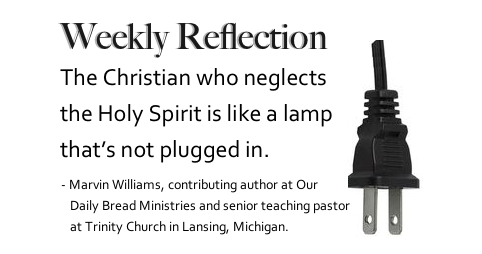 Weekly Reflection
The Christian who neglects
the Holy Spirit is like a lamp
that's not plugged in.
- Marvin Williams, contributing author at Our
Daily Bread Ministries and senior teaching pastor
at Trinity Church in Lansing, Michigan.